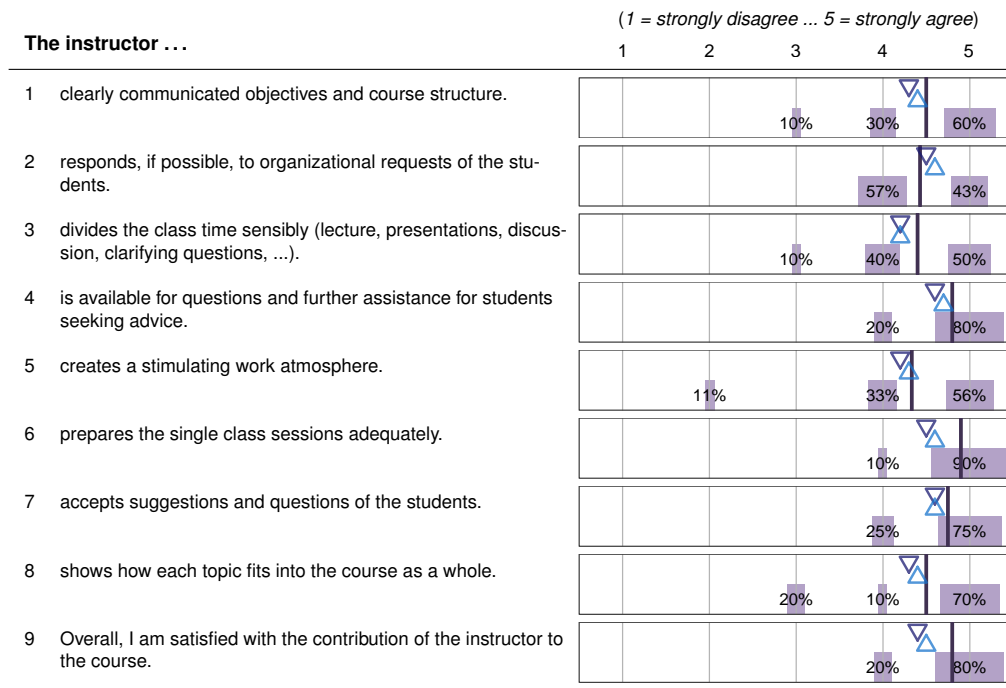 (1 = strongly disagree ... 5 = strongly agree)
The instructor . . .
1 2 3 4 5
1 clearly communicated objectives and course structure.
10% 30% 60%
2 responds, if possible, to organizational requests of the stu-
dents.
57% 43%
3 divides the class time sensibly (lecture, presentations, discus-
sion, clarifying questions, ...).
10% 40% 50%
4 is available for questions and further assistance for students
seeking advice.
20% 80%
5 creates a stimulating work atmosphere.
11% 33% 56%
6 prepares the single class sessions adequately.
10% 90%
7 accepts suggestions and questions of the students.
25% 75%
8 shows how each topic fits into the course as a whole.
20% 10% 70%
9 Overall, I am satisfied with the contribution of the instructor to
the course.
20% 80%